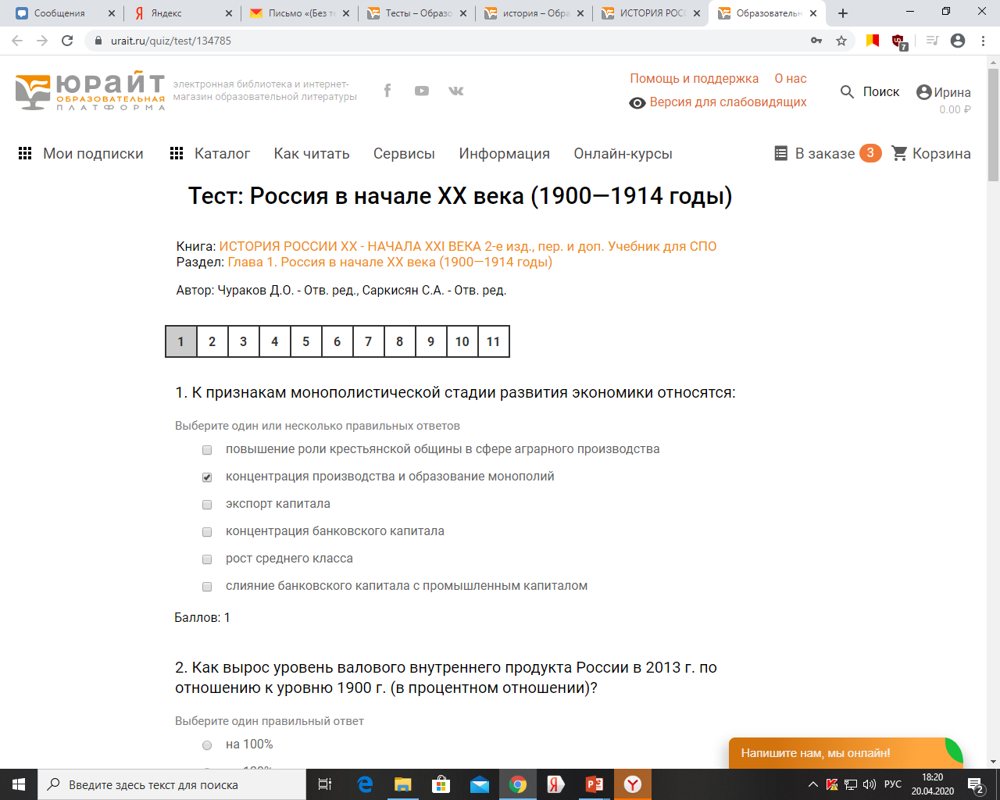 Сообщения
Яндекс
Письмо «(Без те
Тесты – Образо
история – Обра
ИСТОРИЯ РОСС
Образовательн
urait.ru/quiz/test/134785
7
ЮРАЙТ
ОБРАЗОВАТЕЛЬНАЯ
ПЛАТФОРМА
электронная библиотека и интернет-
магазин образовательной литературы
Помощь и поддержка О нас
Версия для слабовидящих
Поиск
Ирина
0.00 ₽
Мои подписки
Каталог
Как читать
Сервисы
Информация
Онлайн-курсы
В заказе 3
Корзина
Тест: Россия в начале XX века (1900—1914 годы)
Книга: ИСТОРИЯ РОССИИ XX - НАЧАЛА XXI ВЕКА 2-е изд., пер. и доп. Учебник для СПО
Раздел: Глава 1. Россия в начале XX века (1900—1914 годы)
Автор: Чураков Д.О. - Отв. ред., Саркисян С.А. - Отв. ред.
1 2 3 4 5 6 7 8 9 10 11
1. К признакам монополистической стадии развития экономики относятся:
Выберите один или несколько правильных ответов
повышение роли крестьянской общины в сфере аграрного производства
концентрация производства и образование монополий
экспорт капитала
концентрация банковского капитала
рост среднего класса
слияние банковского капитала с промышленным капиталом
Баллов: 1
2. Как вырос уровень валового внутреннего продукта России в 2013 г. по
отношению к уровню 1900 г. (в процентном отношении)?
Выберите один правильный ответ
на 100%
Напишите нам, мы онлайн!
Введите здесь текст для поиска
РУС
18:20
20.04.2020
2